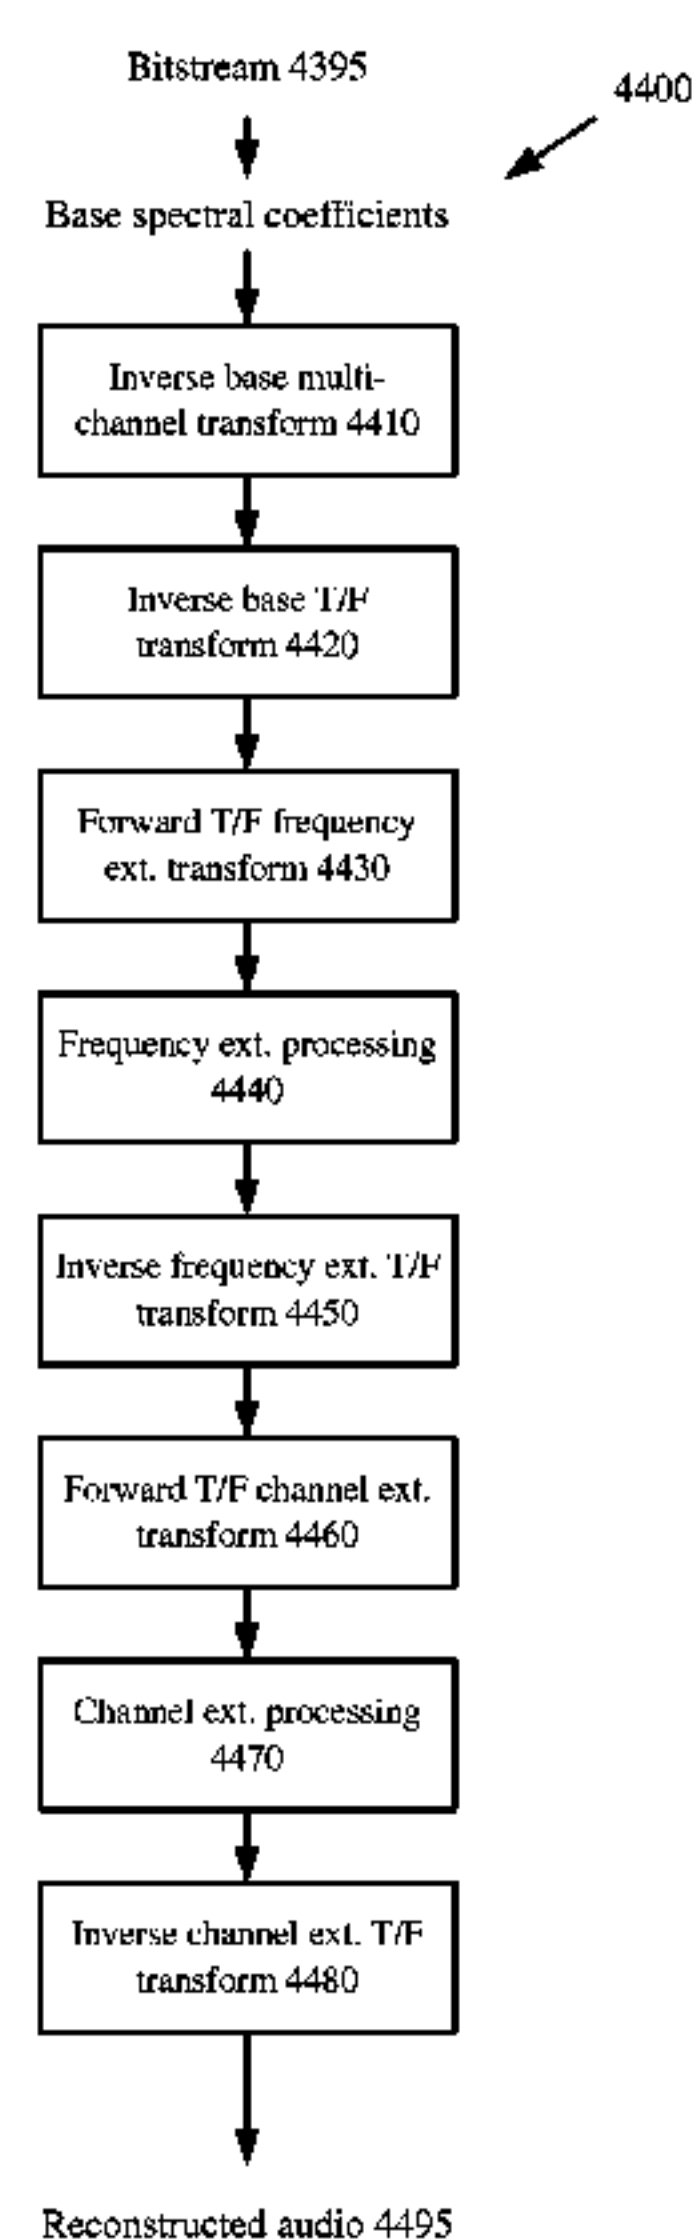 Bitstream 4395
4400
Base spectral coefficients
Inverse base multi-
channel transform 4410
Inverse base T/F
transform 4420
Forward T/F frequency
ext. transform 4430
Frequency ext. processing
4440
Inverse frequency ext. T/F
transform 4450
Forward T/F channel ext.
transform 4460
Channel ext. processing
4470
Inverse channel ext. T/F
transform 4480
Reconstructed audio 4495